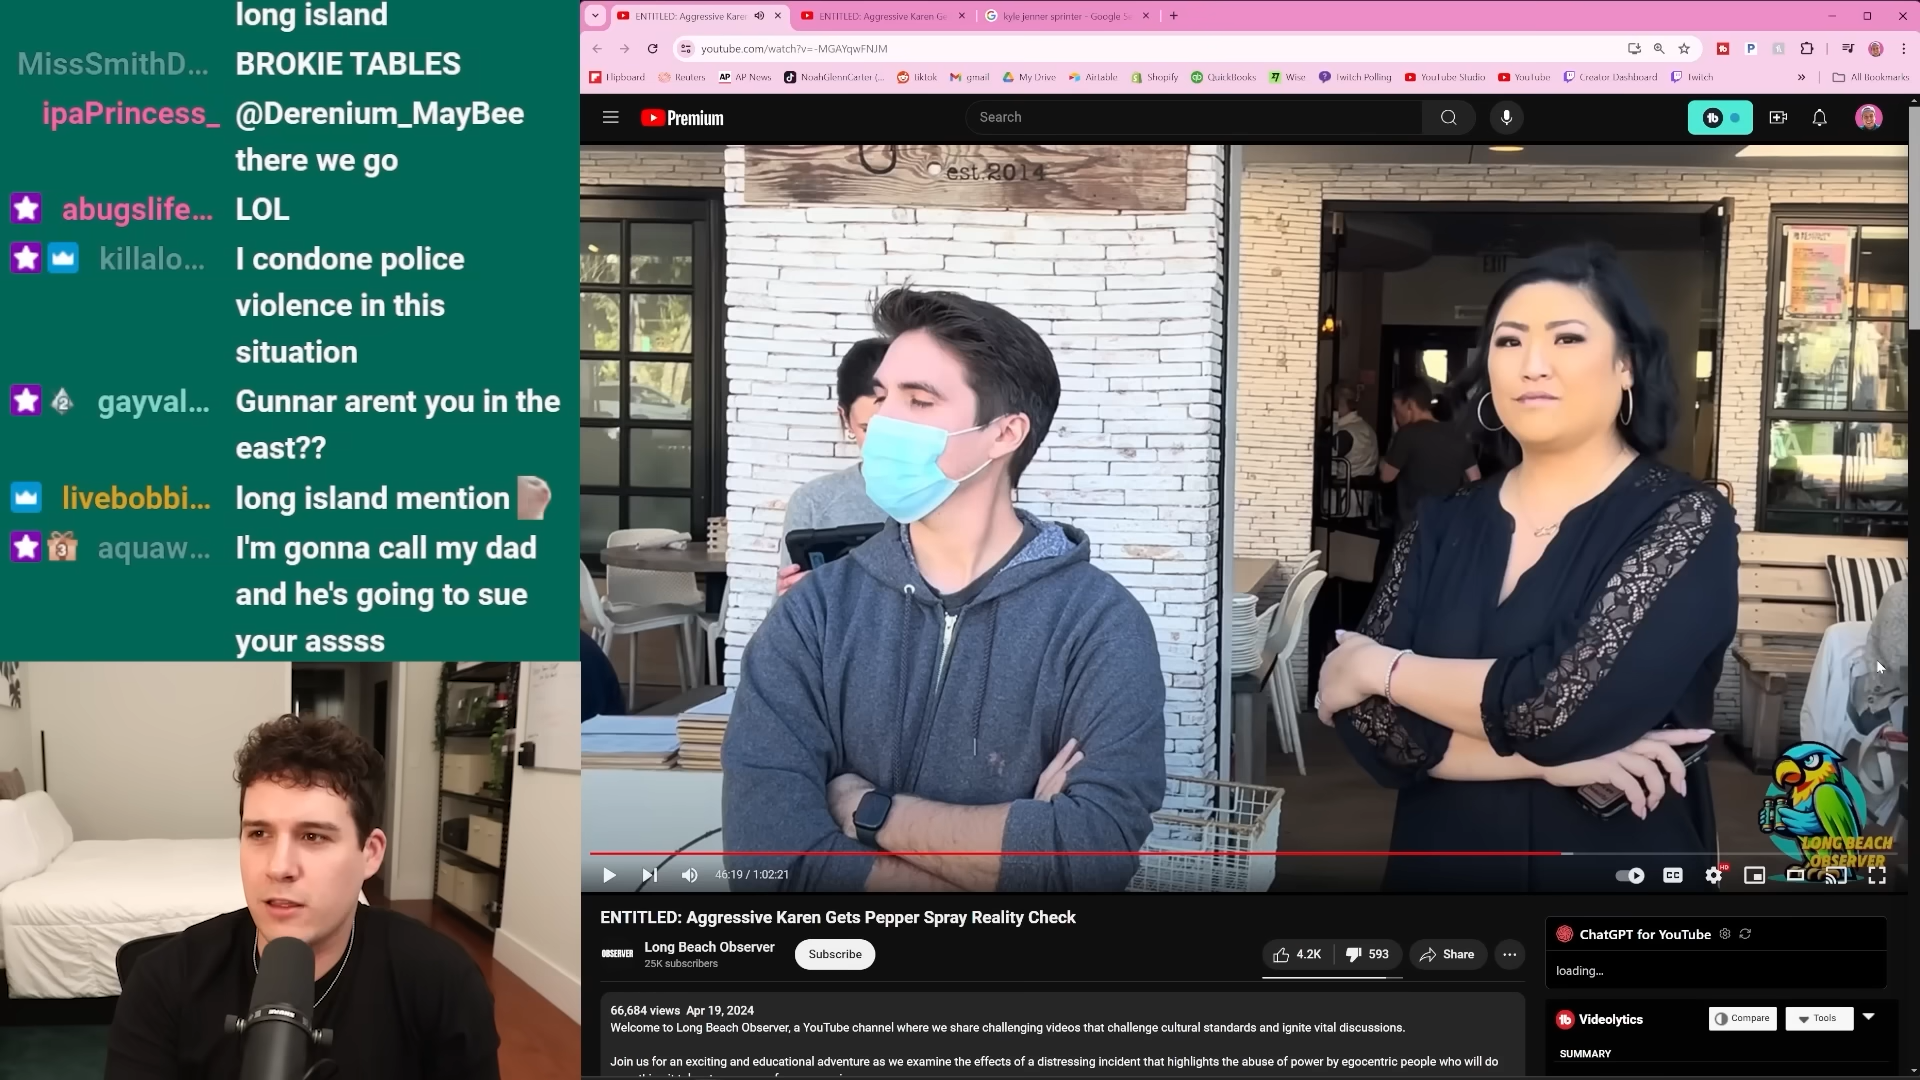 long island
MissSmithD... BROKIE TABLES
ipaPrincess_ @Derenium_MayBee
there we go
abugslife... LOL
killalo... I condone police
violence in this
situation
gayval... Gunnar arent you in the
east??
livebobbi... long island mention
aquaw... I'm gonna call my dad
and he's going to sue
your assss
ENTITLED: Aggressive Karen
ENTITLED: Aggressive Karen Ge
kyle jenner sprinter - Google Se
youtube.com/watch?v=-MGAYqwFNJM
Flipboard Reuters AP News NoahGlennCarter (... tiktok gmail My Drive Airtable Shopify QuickBooks Wise Twitch Polling YouTube Studio YouTube Creator Dashboard Twitch » All Bookmarks
Premium
Search
est.2014
EXIT
LONG BEACH
OBSERVER
46:19 / 1:02:21
CC
HD
ENTITLED: Aggressive Karen Gets Pepper Spray Reality Check
OBSERVER
Long Beach Observer
25K subscribers
Subscribe
4.2K
593
Share
ChatGPT for YouTube
loading...
66,684 views Apr 19, 2024
Welcome to Long Beach Observer, a YouTube channel where we share challenging videos that challenge cultural standards and ignite vital discussions.
Join us for an exciting and educational adventure as we examine the effects of a distressing incident that highlights the abuse of power by egocentric people who will do
Videolytics
Compare
Tools
SUMMARY